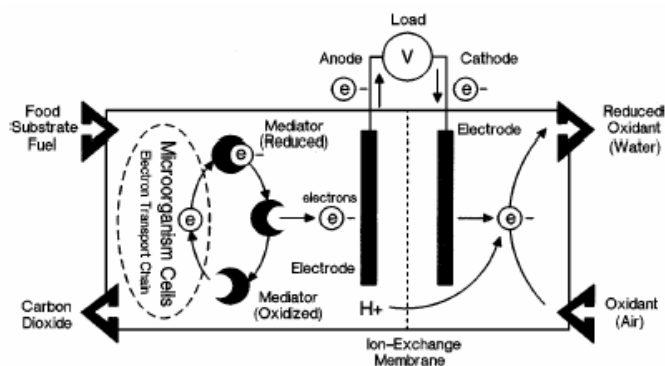 Load
Anode
V
Cathode
e -
e -
Food
Substrate
Fuel
Mediator
(Reduced)
Electrode
Reduced
Oxidant
(Water)
Microorganism Cells
Electron Transport Chain
e -
e
electrons
e -
e -
Electrode
Mediator
(Oxidized)
H+
Carbon
Dioxide
Oxidant
(Air)
Ion-Exchange
Membrane